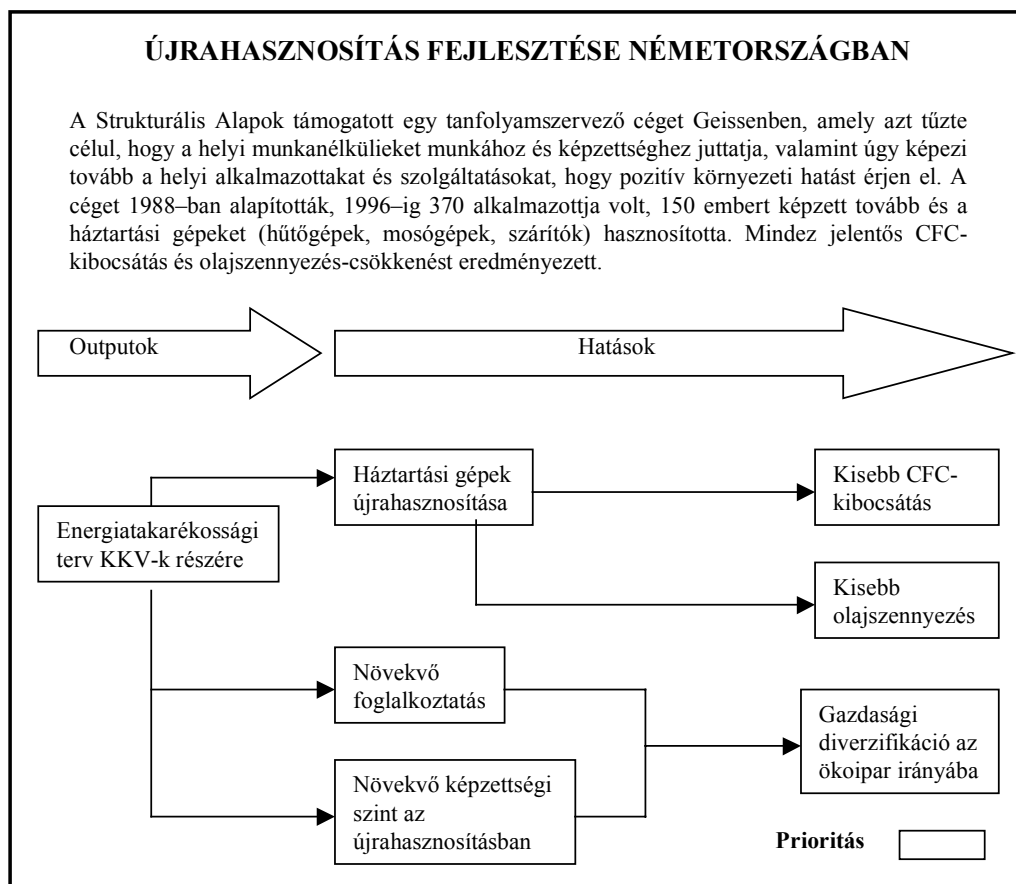 ÚJRAHASZNOSÍTÁS FEJLESZTÉSE NÉMETORSZÁGBAN
A Strukturális Alapok támogatott egy tanfolyamszervező céget Geissenben, amely azt tűzte
célul, hogy a helyi munkanélkülieket munkához és képzettséghez juttatja, valamint úgy képezi
tovább a helyi alkalmazottakat és szolgáltatásokat, hogy pozitív környezeti hatást érjen el. A
céget 1988–ban alapították, 1996–ig 370 alkalmazottja volt, 150 embert képzett tovább és a
háztartási gépeket (hűtőgépek, mosógépek, szárítók) hasznosította. Mindez jelentős CFC-
kibocsátás és olajszennyezés-csökkenést eredményezett.
Outputok
Hatások
Energiatakarékossági
terv KKV-k részére
Háztartási gépek
újrahasznosítása
Kisebb CFC-
kibocsátás
Kisebb
olajszennyezés
Növekvő
foglalkoztatás
Növekvő képzettségi
szint az
újrahasznosításban
Gazdasági
diverzifikáció az
ökoipar irányába
Prioritás